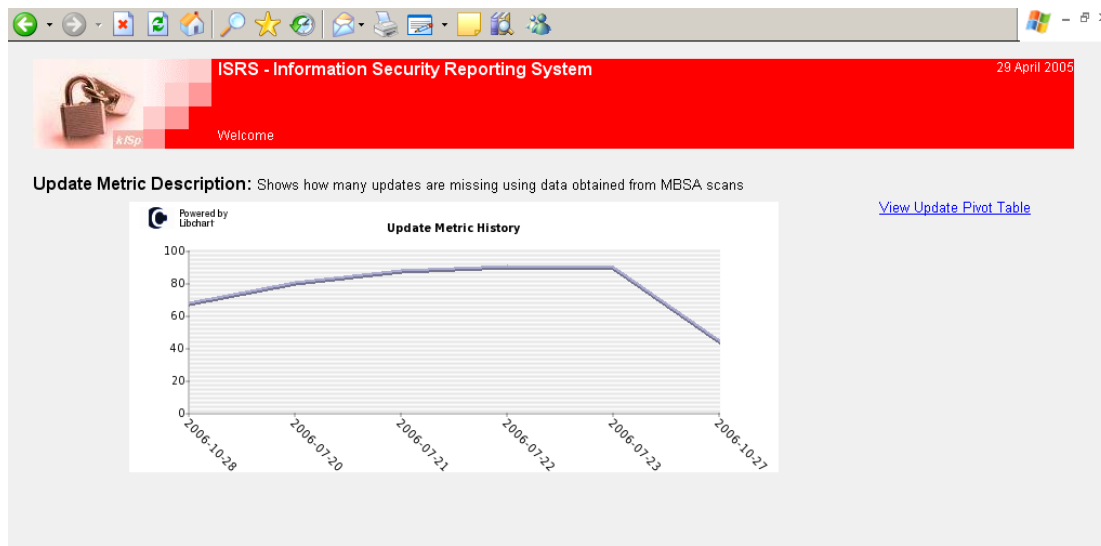 ISRS - Information Security Reporting System
29 April 2005
kISp
Welcome
Update Metric Description: Shows how many updates are missing using data obtained from MBSA scans
View Update Pivot Table
Powered by
Libchart
Update Metric History
100
80
60
40
20
0
2006-10-28
2006-07-20
2006-07-21
2006-07-22
2006-07-23
2006-10-27